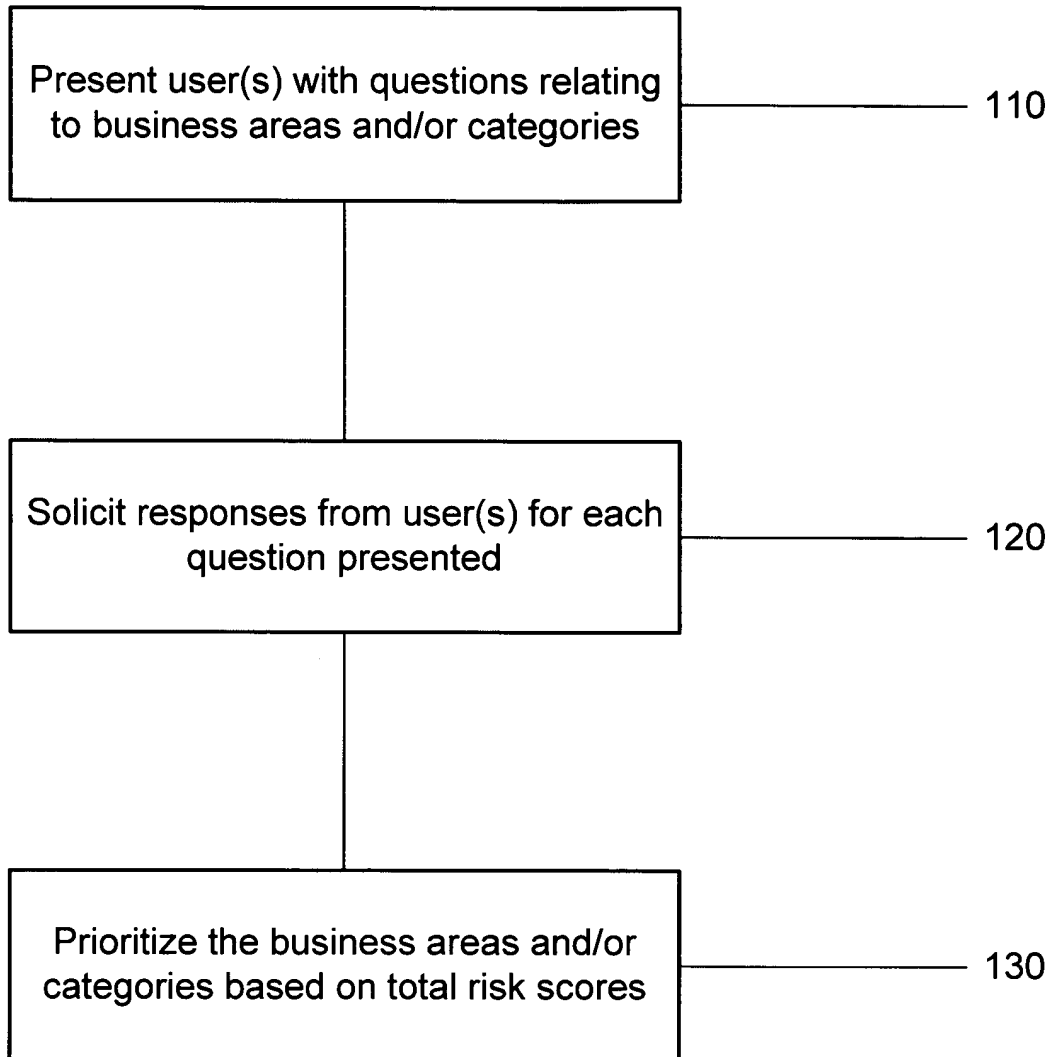 Present user(s) with questions relating
to business areas and/or categories
110
Solicit responses from user(s) for each
question presented
120
Prioritize the business areas and/or
categories based on total risk scores
130